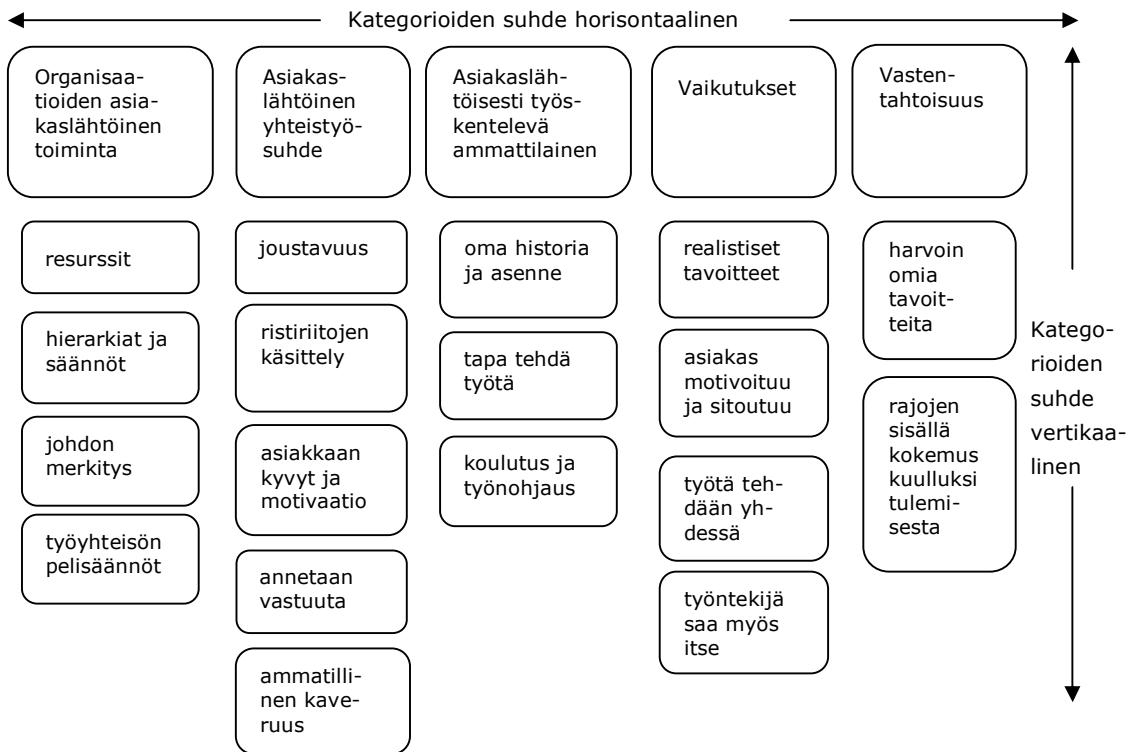 Kategorioiden suhde horisontaalinen
Organisaa-
tioiden asia-
kaslähtöinen
toiminta
Asiakas-
lähtöinen
yhteistyö-
suhde
Asiakasläh-
töisesti työs-
kentelevä
ammattilainen
Vaikutukset
Vasten-
tahtoisuus
resurssit
hierarkiat ja
säännöt
johdon
merkitys
työyhteisön
pelisäännöt
joustavuus
ristiriitojen
käsittely
asiakkaan
kyvyt ja
motivaatio
annetaan
vastuuta
ammatilli-
nen kave-
ruus
oma historia
ja asenne
tapa tehdä
työtä
koulutus ja
työnohjaus
realistiset
tavoitteet
asiakas
motivoituu
ja sitoutuu
työtä teh-
dään yh-
dessä
työntekijä
saa myös
itse
harvoin
omia
tavoit-
teita
rajojen
sisällä
kokemus
kuulluksi
tulemi-
sesta
Katego-
rioiden
suhde
vertikaa-
linen